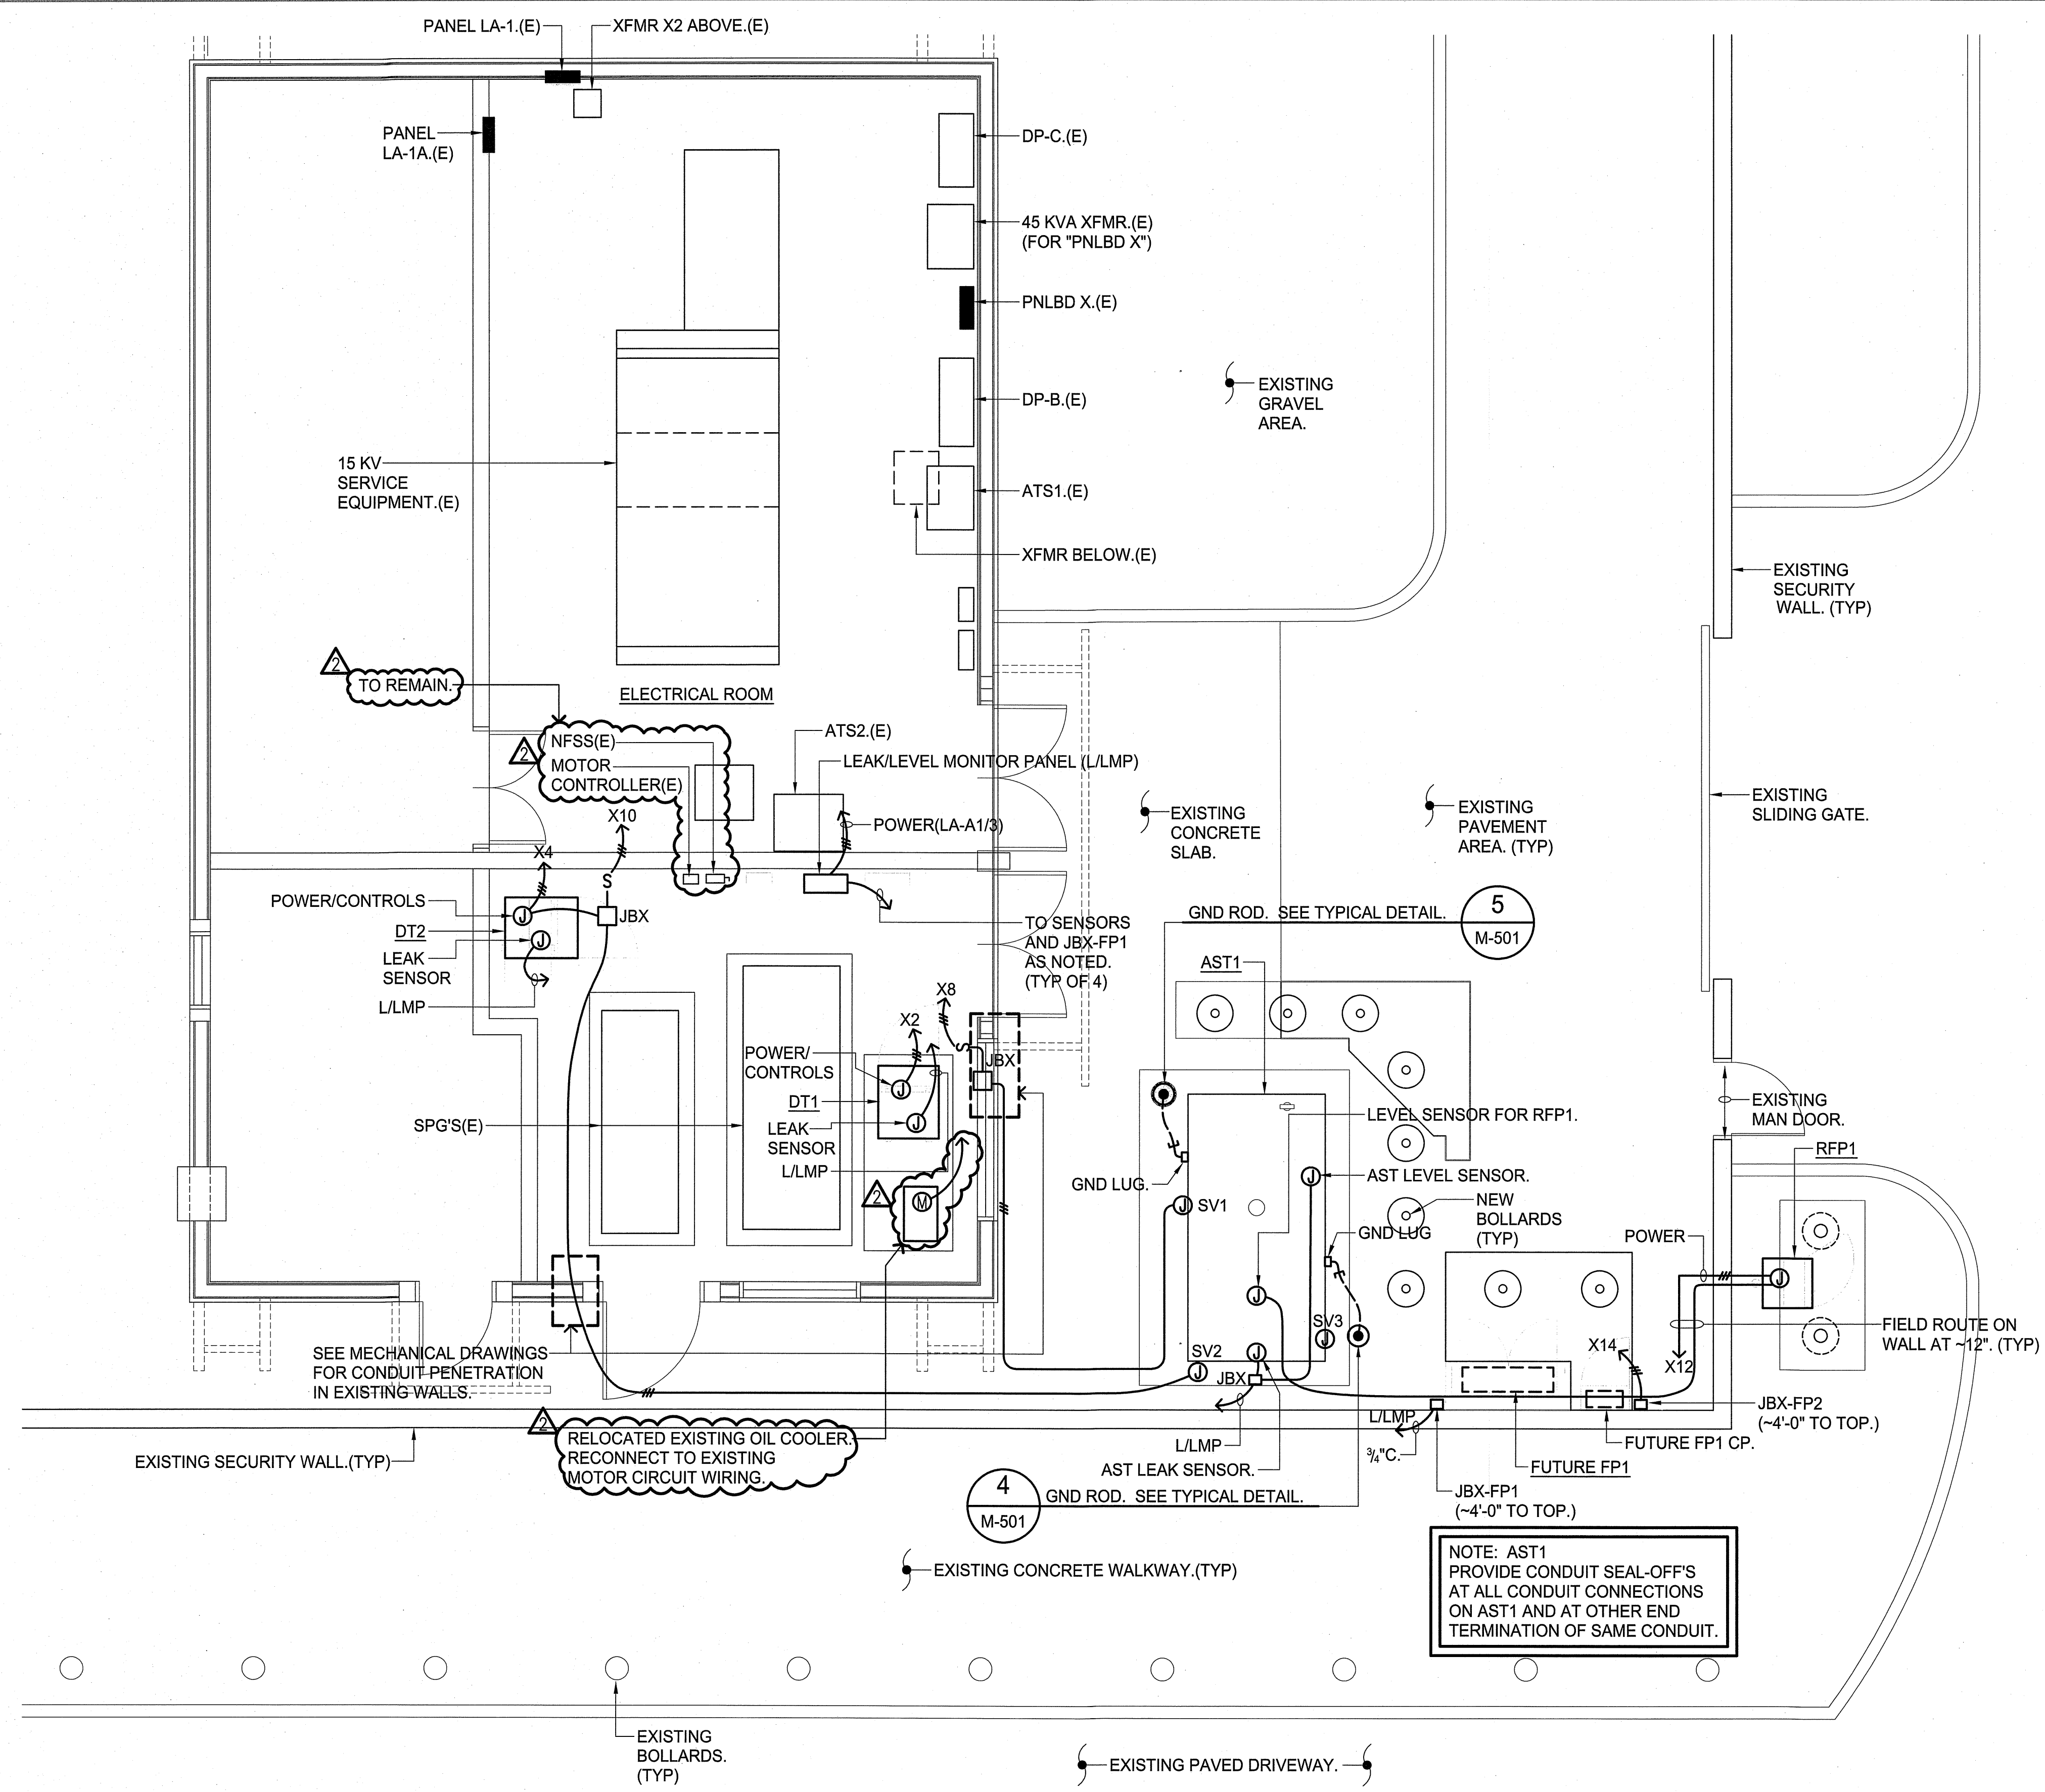 PANEL LA-1.(E)
XFMR X2 ABOVE.(E)
PANEL
LA-1A.(E)
DP-C.(E)
45 KVA XFMR.(E)
(FOR "PNLBD X")
PNLBD X.(E)
DP-B.(E)
EXISTING
GRAVEL
AREA.
15 KV
SERVICE
EQUIPMENT.(E)
ATS1.(E)
XFMR BELOW.(E)
EXISTING
SECURITY
WALL. (TYP)
2
TO REMAIN.
ELECTRICAL ROOM
2
NFSS(E)
MOTOR
CONTROLLER(E)
ATS2.(E)
LEAK/LEVEL MONITOR PANEL (L/LMP)
POWER(LA-A1/3)
EXISTING
CONCRETE
SLAB.
EXISTING
PAVEMENT
AREA. (TYP)
EXISTING
SLIDING GATE.
X10
X4
S
POWER/CONTROLS
J
JBX
DT2
J
LEAK
SENSOR
L/LMP
TO SENSORS
AND JBX-FP1
AS NOTED.
(TYP OF 4)
GND ROD. SEE TYPICAL DETAIL.
5
M-501
AST1
X8
X2
S
JBX
POWER/
CONTROLS
J
DT1
J
LEAK
SENSOR
L/LMP
SPG'S(E)
2
M
LEVEL SENSOR FOR RFP1.
EXISTING
MAN DOOR.
RFP1
GND LUG.
J
AST LEVEL SENSOR.
J
SV1
NEW
BOLLARDS
(TYP)
GND LUG
POWER
J
J
SV3
J
FIELD ROUTE ON
WALL AT ~12". (TYP)
X14
X12
SV2
J
J
JBX
SEE MECHANICAL DRAWINGS
FOR CONDUIT PENETRATION
IN EXISTING WALLS.
L/LMP
JBX-FP2
(~4'-0" TO TOP.)
2
RELOCATED EXISTING OIL COOLER.
RECONNECT TO EXISTING
MOTOR CIRCUIT WIRING.
EXISTING SECURITY WALL.(TYP)
L/LMP
¾"C.
FUTURE FP1 CP.
AST LEAK SENSOR.
FUTURE FP1
4
M-501
GND ROD. SEE TYPICAL DETAIL.
JBX-FP1
(~4'-0" TO TOP.)
NOTE: AST1
PROVIDE CONDUIT SEAL-OFF'S
AT ALL CONDUIT CONNECTIONS
ON AST1 AND AT OTHER END
TERMINATION OF SAME CONDUIT.
EXISTING CONCRETE WALKWAY.(TYP)
EXISTING
BOLLARDS.
(TYP)
EXISTING PAVED DRIVEWAY.